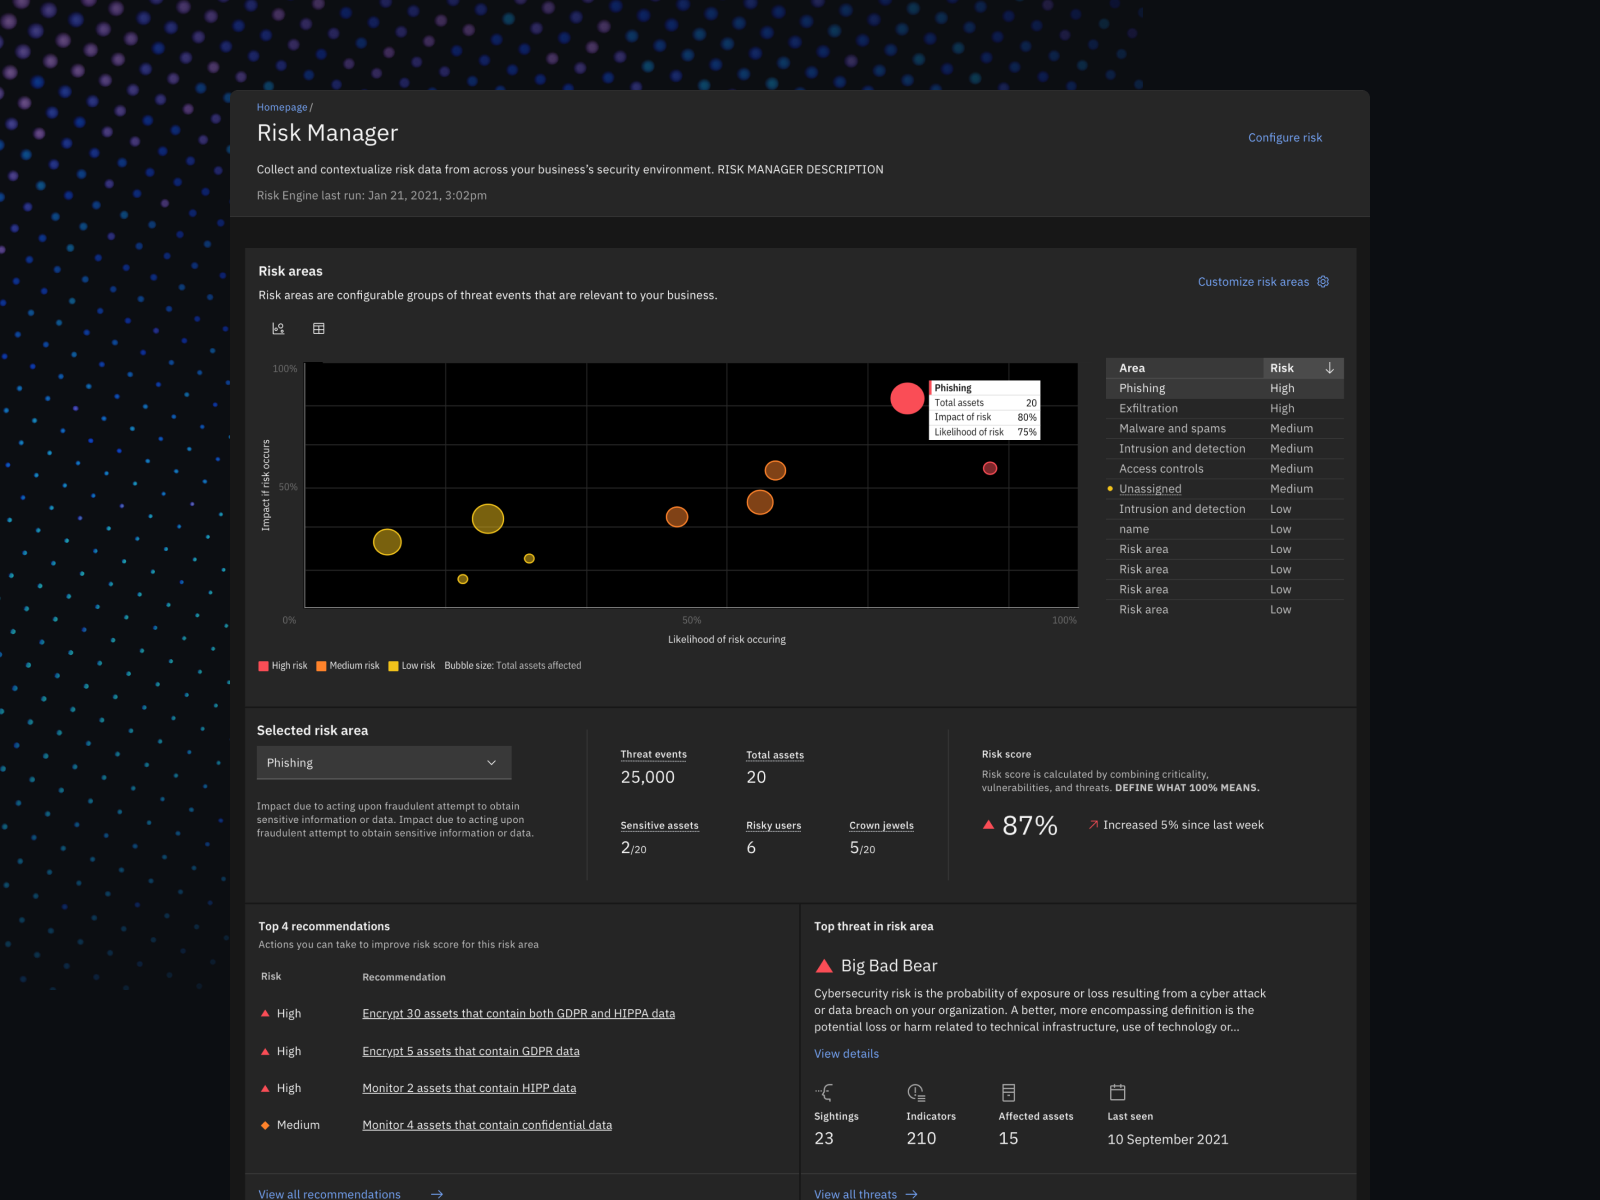 Homepage /
Risk Manager
Configure risk
Collect and contextualize risk data from across your business's security environment. RISK MANAGER DESCRIPTION
Risk Engine last run: Jan 21, 2021, 3:02pm
Risk areas
Customize risk areas
Risk areas are configurable groups of threat events that are relevant to your business.
100%
50%
0%
50%
100%
Impact if risk occurs
Likelihood of risk occuring
Phishing
Total assets 20
Impact of risk 80%
Likelihood of risk 75%
High risk Medium risk Low risk Bubble size: Total assets affected
Area Risk
Phishing High
Exfiltration High
Malware and spams Medium
Intrusion and detection Medium
Access controls Medium
Unassigned Medium
Intrusion and detection Low
name Low
Risk area Low
Risk area Low
Risk area Low
Risk area Low
Selected risk area
Phishing
Impact due to acting upon fraudulent attempt to obtain
sensitive information or data. Impact due to acting upon
fraudulent attempt to obtain sensitive information or data.
Threat events Total assets
25,000 20
Sensitive assets Risky users Crown jewels
2/20 6 5/20
Risk score
Risk score is calculated by combining criticality,
vulnerabilities, and threats. DEFINE WHAT 100% MEANS.
87% Increased 5% since last week
Top 4 recommendations
Actions you can take to improve risk score for this risk area
Risk Recommendation
High Encrypt 30 assets that contain both GDPR and HIPPA data
High Encrypt 5 assets that contain GDPR data
High Monitor 2 assets that contain HIPP data
Medium Monitor 4 assets that contain confidential data
View all recommendations
Top threat in risk area
Big Bad Bear
Cybersecurity risk is the probability of exposure or loss resulting from a cyber attack
or data breach on your organization. A better, more encompassing definition is the
potential loss or harm related to technical infrastructure, use of technology or...
View details
Sightings Indicators Affected assets Last seen
23 210 15 10 September 2021
View all threats